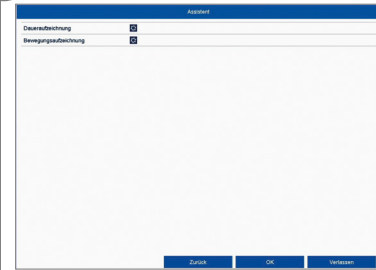 Assistent
Daueraufzeichnung
Bewegungsaufzeichnung
Zurück OK Verlassen